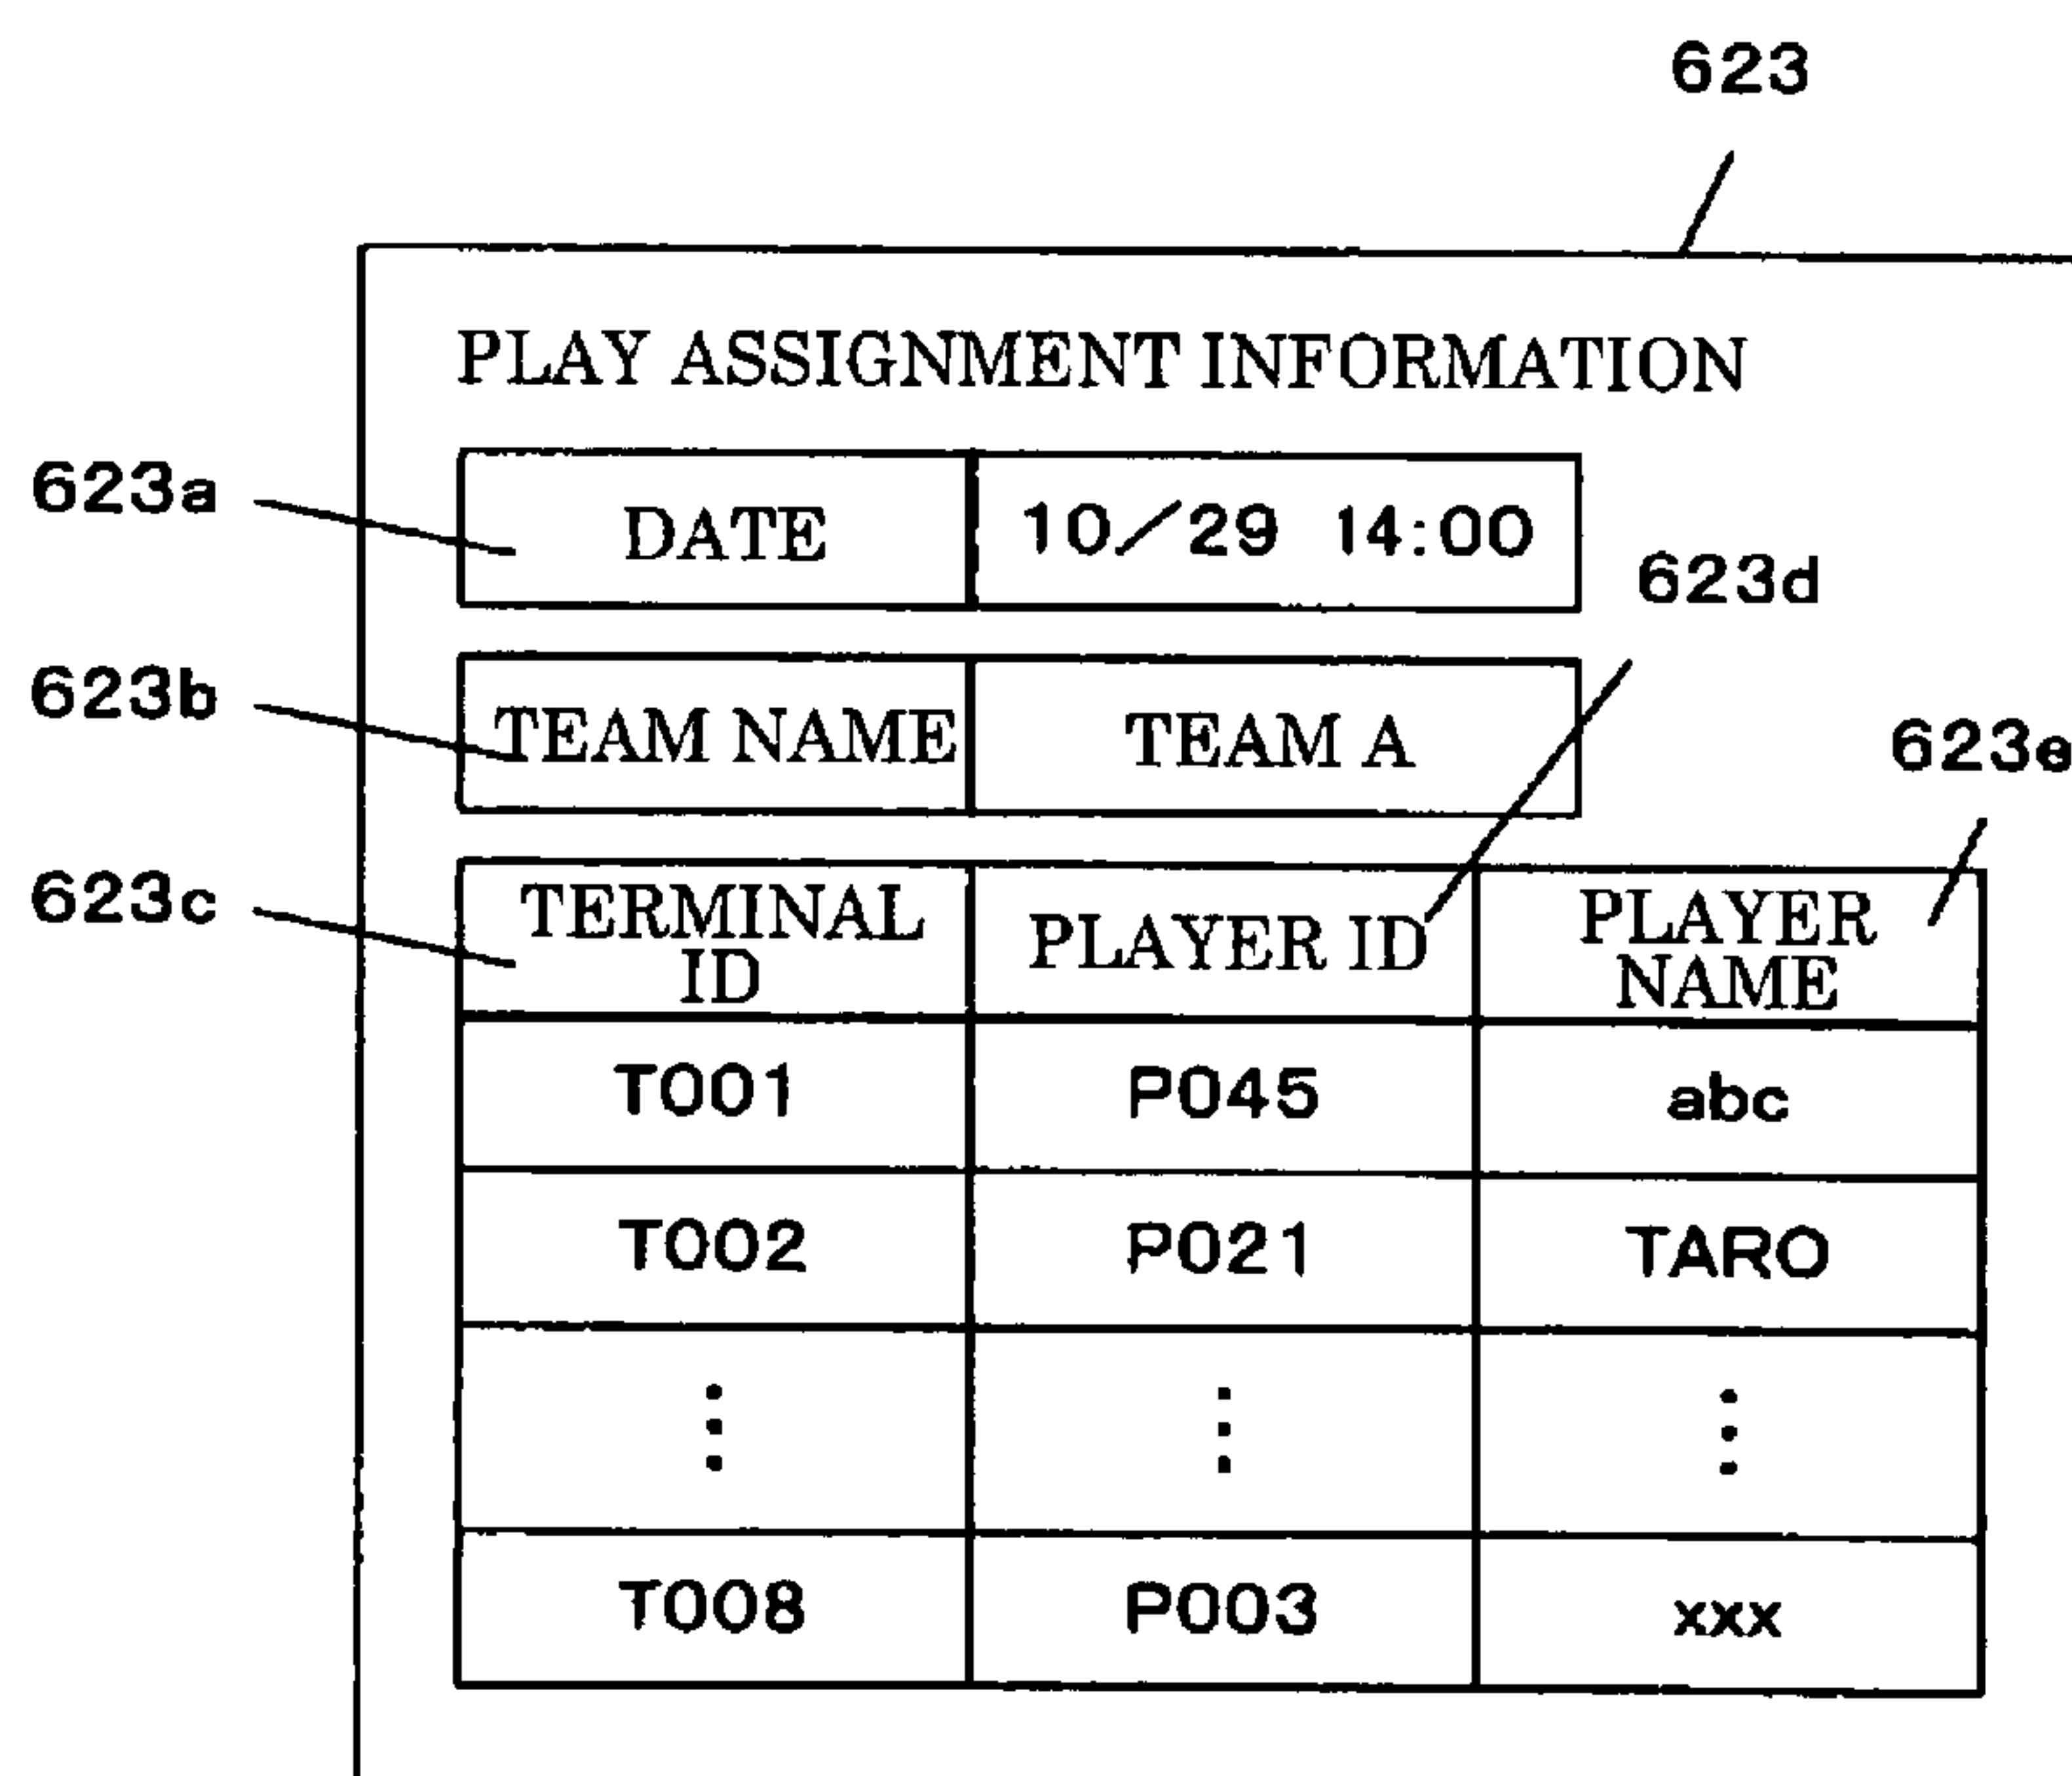 623
PLAY ASSIGNMENT INFORMATION
623a
DATE 10/29 14:00
623d
623b
TEAM NAME TEAM A
623e
623c
TERMINAL ID PLAYER ID PLAYER NAME
T001 P045 abc
T002 P021 TARO
⋮ ⋮ ⋮
T008 P003 xxx